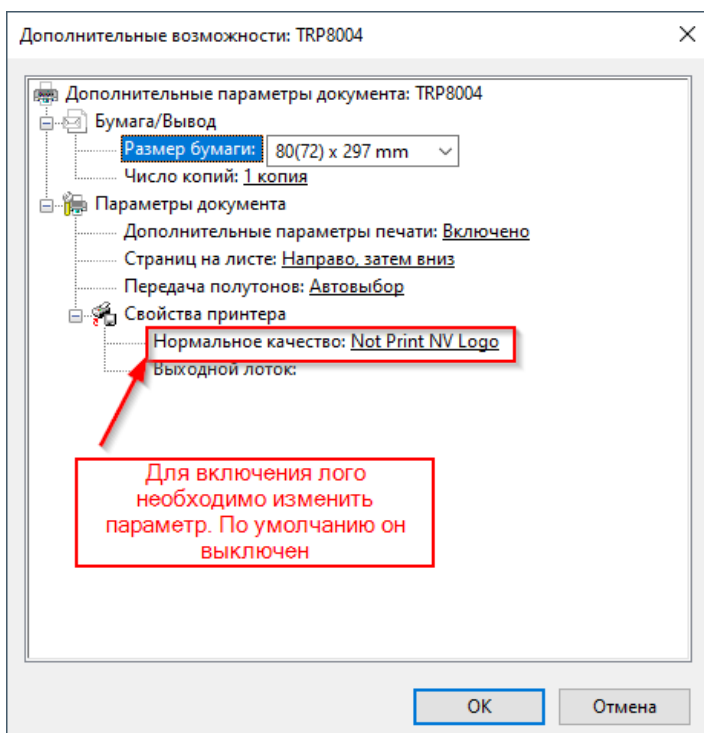 Дополнительные возможности: TRP8004
Дополнительные параметры документа: TRP8004
Бумага/Вывод
Размер бумаги: 80(72) x 297 mm
Число копий: 1 копия
Параметры документа
Дополнительные параметры печати: Включено
Страниц на листе: Направо, затем вниз
Передача полутонов: Автовыбор
Свойства принтера
Нормальное качество: Not Print NV Logo
Выходной лоток:
Для включения лого
необходимо изменить
параметр. По умолчанию он
выключен
ОК Отмена